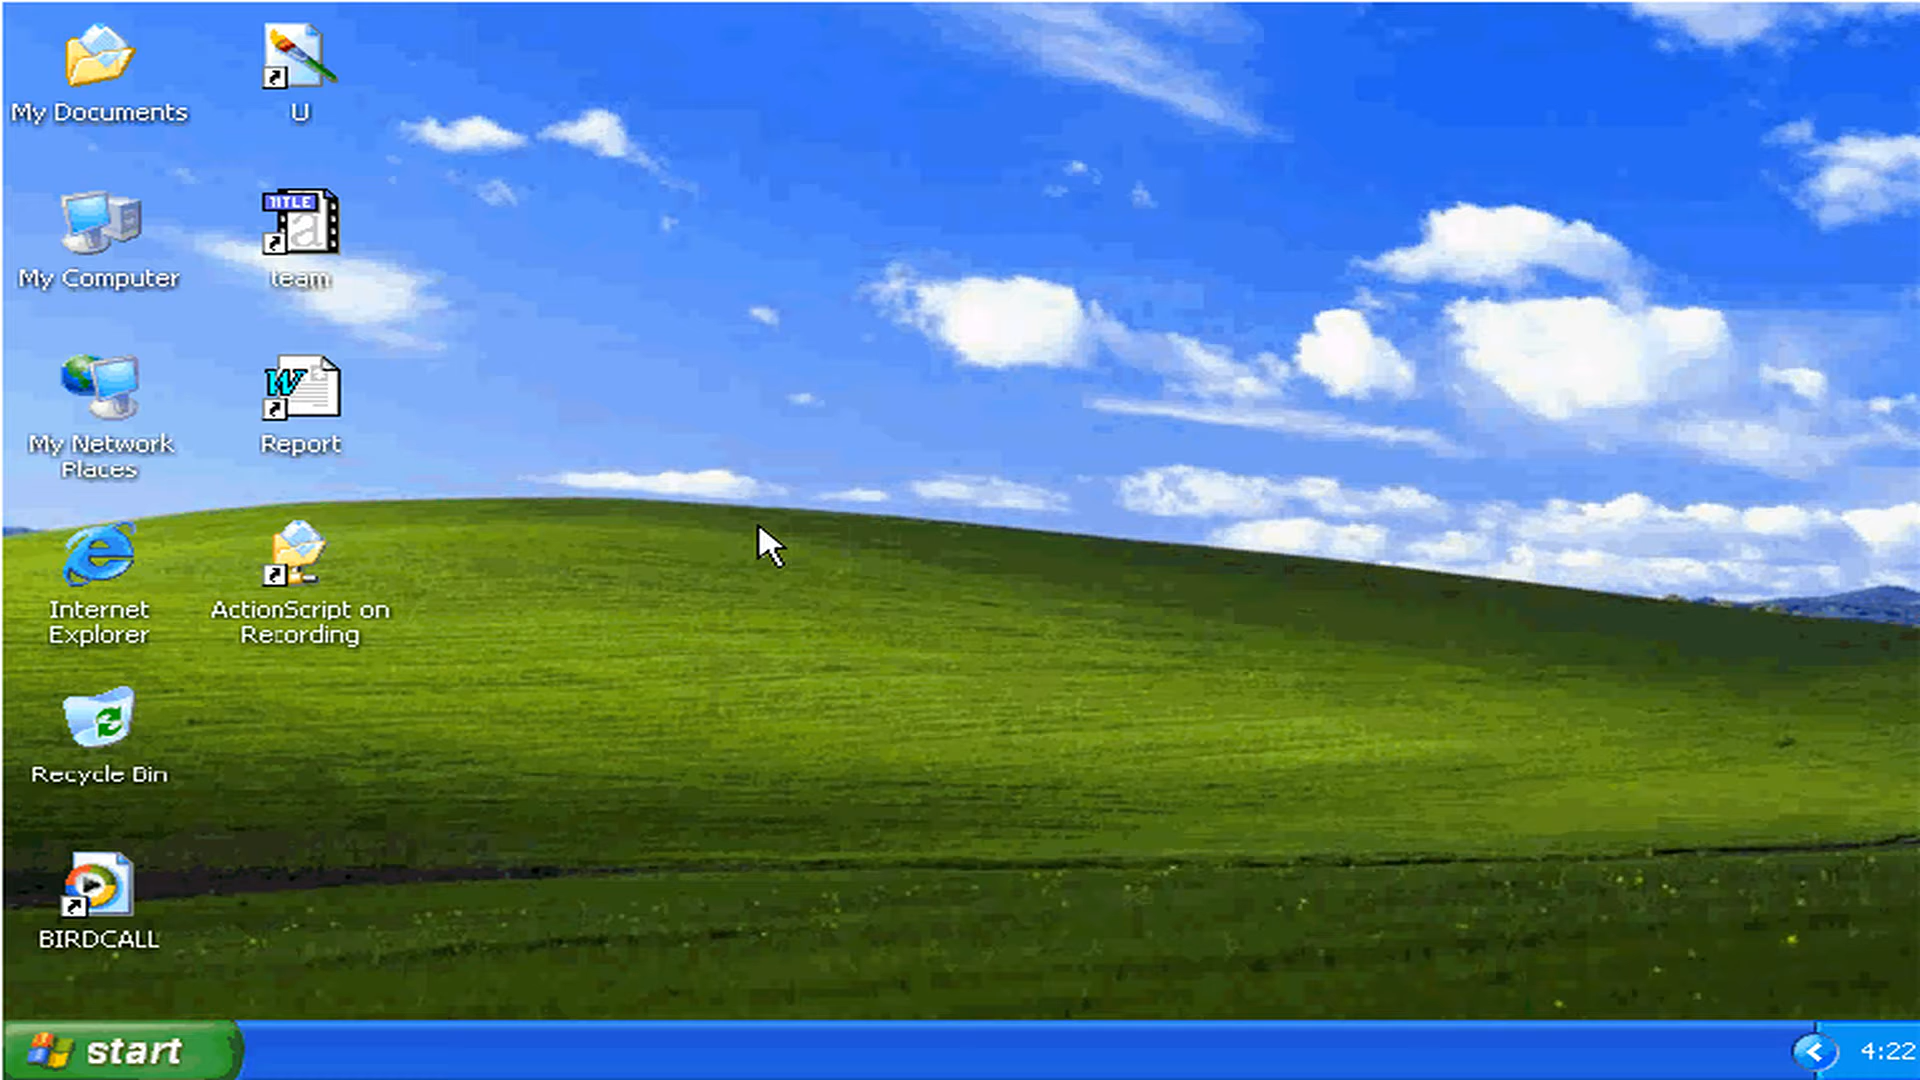 My Documents
U
My Computer
TITLE
a
team
My Network
Places
W
Report
Internet
Explorer
ActionScript on
Recording
Recycle Bin
BIRDCALL
start
4:22